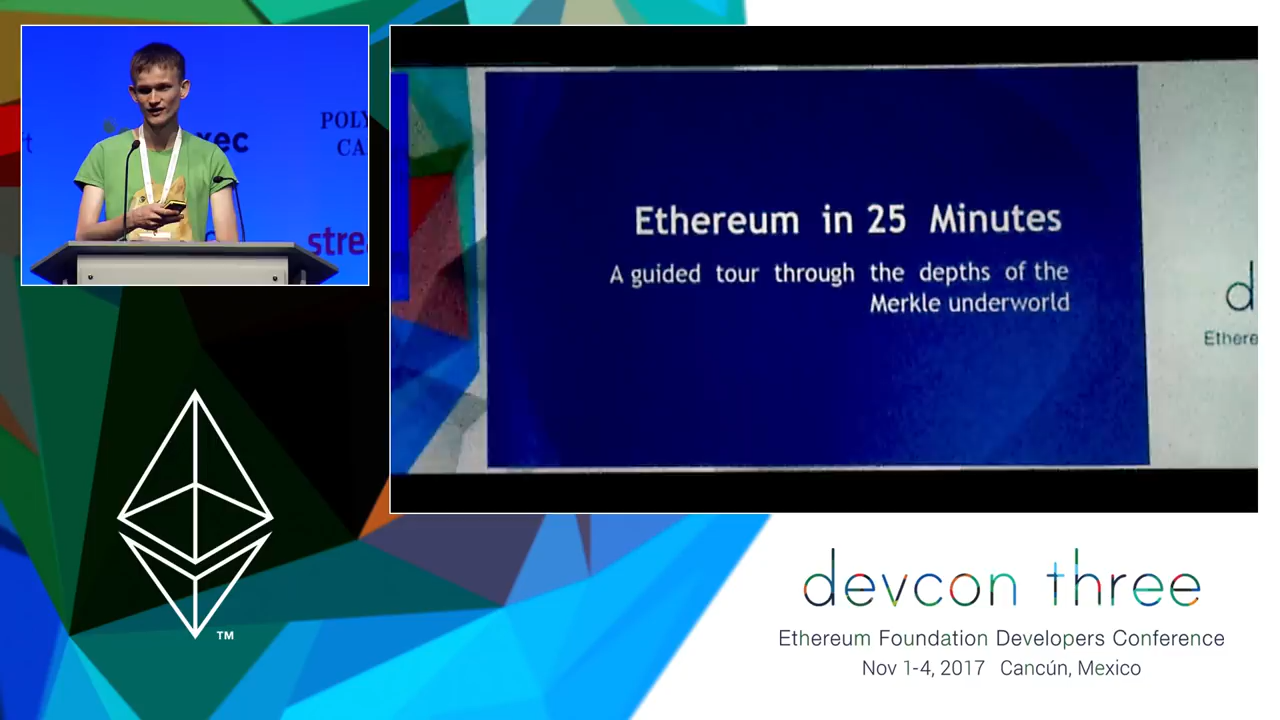 xec
POLY
CA
stre
Ethereum in 25 Minutes
A guided tour through the depths of the
Merkle underworld
d
Ethere
TM
devcon three
Ethereum Foundation Developers Conference
Nov 1-4, 2017 Cancún, Mexico